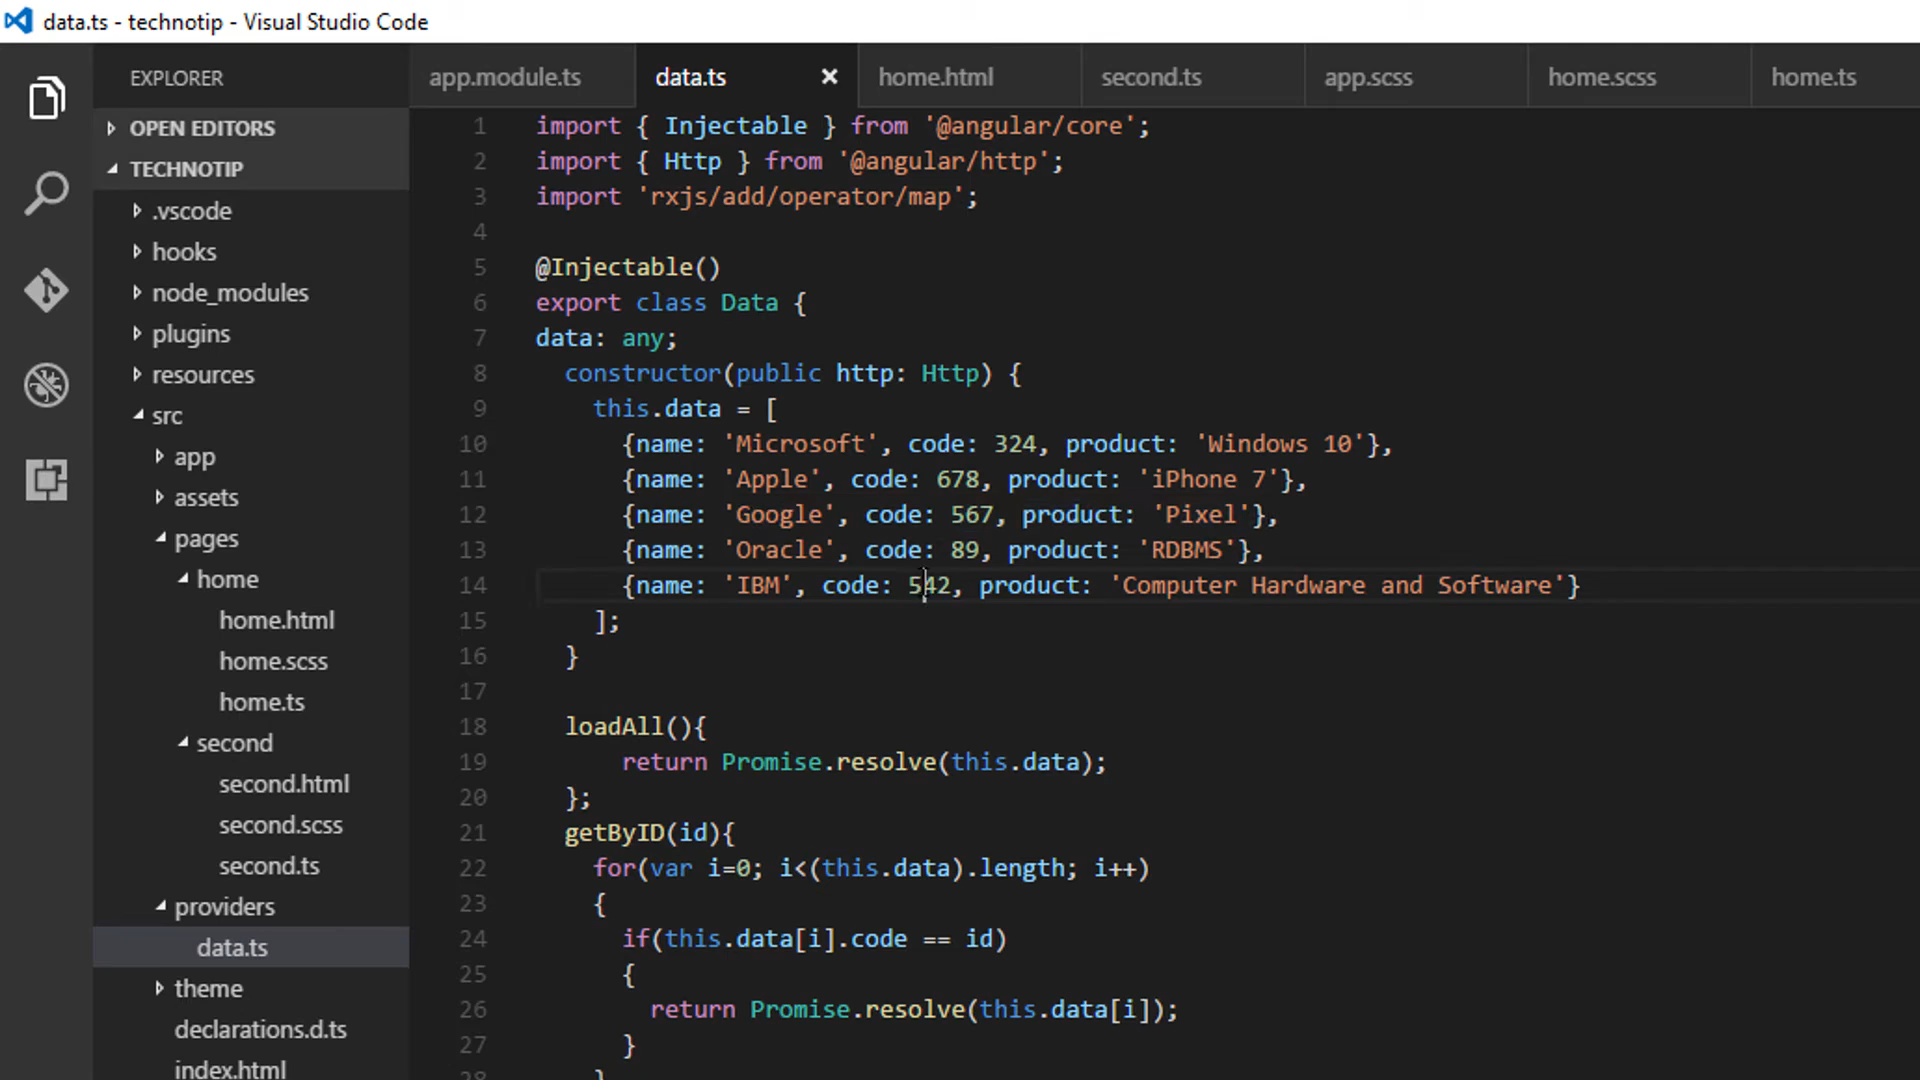 data.ts - technotip - Visual Studio Code
EXPLORER
OPEN EDITORS
TECHNOTIP
.vscode
hooks
node_modules
plugins
resources
src
app
assets
pages
home
home.html
home.scss
home.ts
second
second.html
second.scss
second.ts
providers
data.ts
theme
declarations.d.ts
index.html
app.module.ts data.ts × home.html second.ts app.scss home.scss home.ts
1 import { Injectable } from '@angular/core';
2 import { Http } from '@angular/http';
3 import 'rxjs/add/operator/map';
4
5 @Injectable()
6 export class Data {
7 data: any;
8 constructor(public http: Http) {
9 this.data = [
10 {name: 'Microsoft', code: 324, product: 'Windows 10'},
11 {name: 'Apple', code: 678, product: 'iPhone 7'},
12 {name: 'Google', code: 567, product: 'Pixel'},
13 {name: 'Oracle', code: 89, product: 'RDBMS'},
14 {name: 'IBM', code: 542, product: 'Computer Hardware and Software'}
15 ];
16 }
17
18 loadAll(){
19 return Promise.resolve(this.data);
20 };
21 getByID(id){
22 for(var i=0; i<(this.data).length; i++)
23 {
24 if(this.data[i].code == id)
25 {
26 return Promise.resolve(this.data[i]);
27 }
28 }